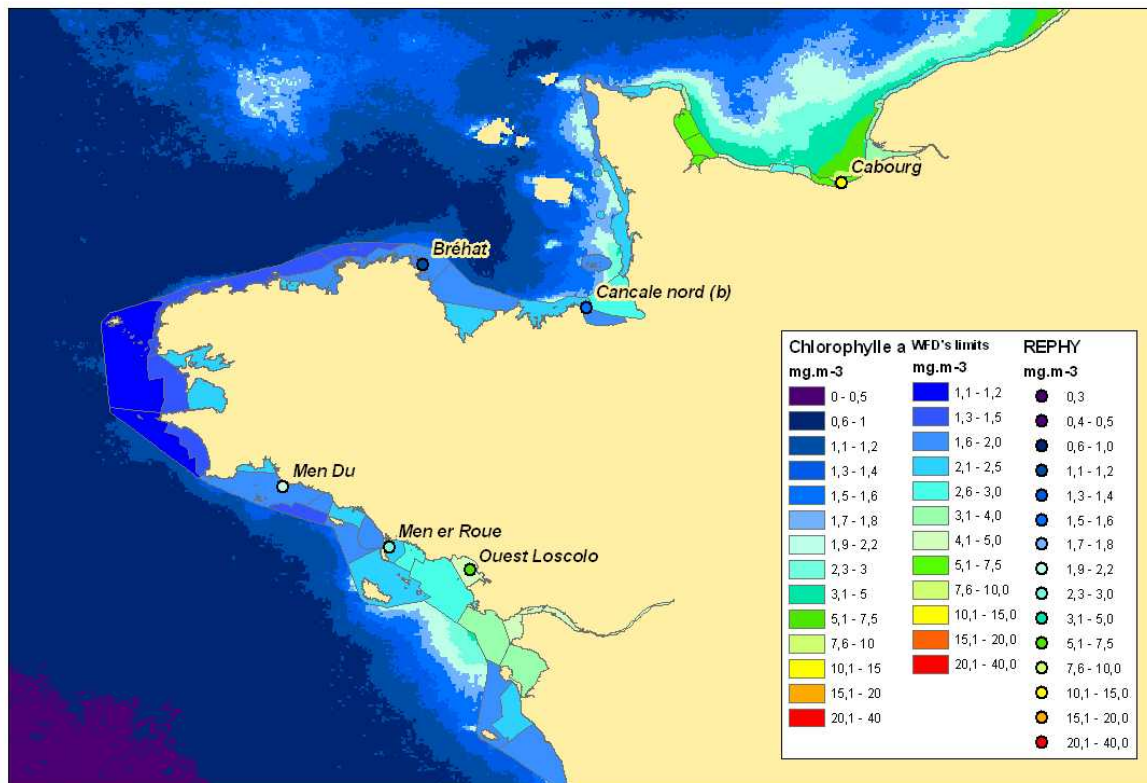 Cabourg
Bréhat
Cancale nord (b)
Men Du
Men er Roue
Ouest Loscolo
Chlorophylle a
mg.m-3
0 - 0,5
0,6 - 1
1,1 - 1,2
1,3 - 1,4
1,5 - 1,6
1,7 - 1,8
1,9 - 2,2
2,3 - 3
3,1 - 5
5,1 - 7,5
7,6 - 10
10,1 - 15
15,1 - 20
20,1 - 40
WFD's limits
mg.m-3
1,1 - 1,2
1,3 - 1,5
1,6 - 2,0
2,1 - 2,5
2,6 - 3,0
3,1 - 4,0
4,1 - 5,0
5,1 - 7,5
7,6 - 10,0
10,1 - 15,0
15,1 - 20,0
20,1 - 40,0
REPHY
mg.m-3
0,3
0,4 - 0,5
0,6 - 1,0
1,1 - 1,2
1,3 - 1,4
1,5 - 1,6
1,7 - 1,8
1,9 - 2,2
2,3 - 3,0
3,1 - 5,0
5,1 - 7,5
7,6 - 10,0
10,1 - 15,0
15,1 - 20,0
20,1 - 40,0